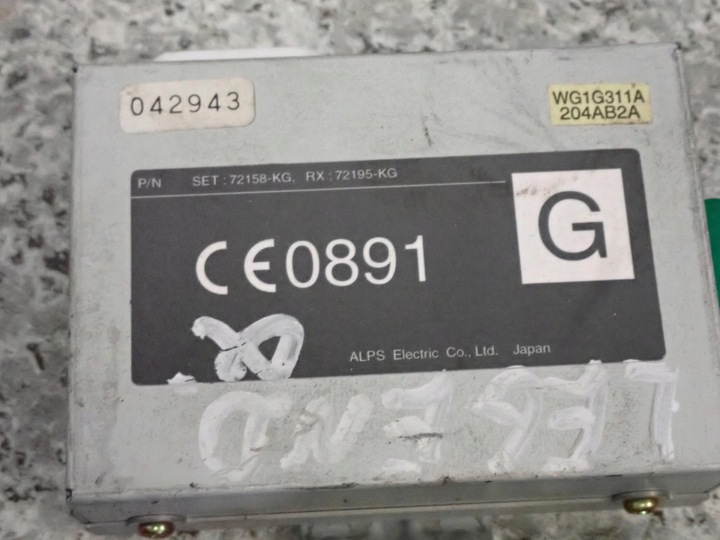 042943
WG1G311A
204AB2A
P/N SET : 72158-KG, RX : 72195-KG
G
CE0891
ALPS Electric Co., Ltd. Japan